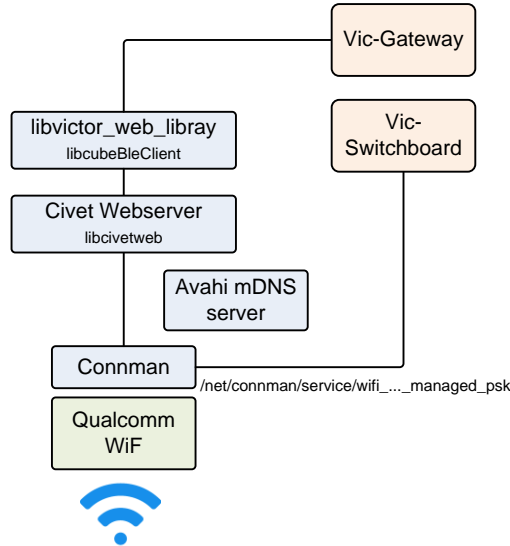 Vic-Gateway
libvictor_web_libray
libcubeBleClient
Vic-
Switchboard
Civet Webserver
libcivetweb
Avahi mDNS
server
Connman
/net/connman/service/wifi_..._managed_psk
Qualcomm
WiF